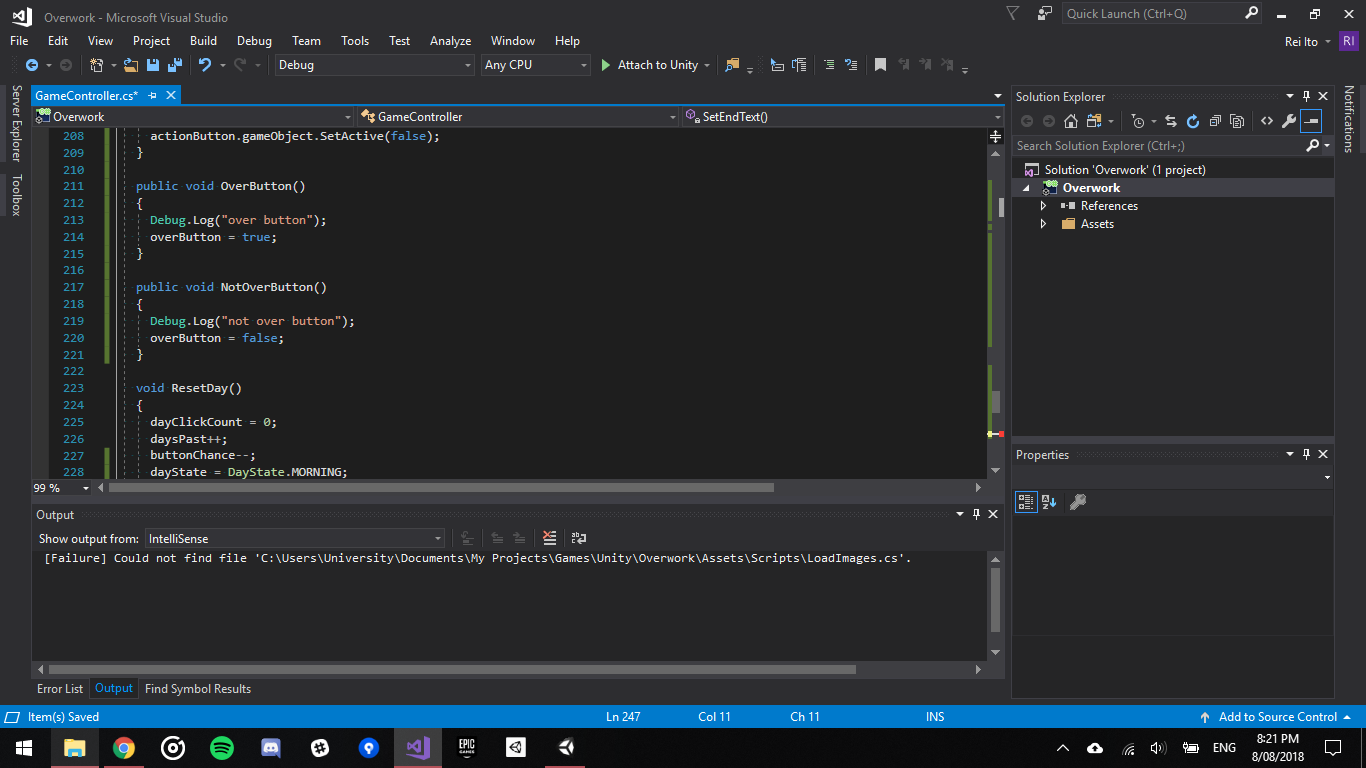 Overwork - Microsoft Visual Studio
Quick Launch (Ctrl+Q)
File Edit View Project Build Debug Team Tools Test Analyze Window Help
Rei Ito RI
Debug Any CPU Attach to Unity
Server Explorer
Toolbox
GameController.cs*
Overwork GameController SetEndText()
208 actionButton.gameObject.SetActive(false);
209 }
210
211 public void OverButton()
212 {
213 Debug.Log("over button");
214 overButton = true;
215 }
216
217 public void NotOverButton()
218 {
219 Debug.Log("not over button");
220 overButton = false;
221 }
222
223 void ResetDay()
224 {
225 dayClickCount = 0;
226 daysPast++;
227 buttonChance--;
228 dayState = DayState.MORNING;
99 %
Output
Show output from: IntelliSense
[Failure] Could not find file 'C:\Users\University\Documents\My Projects\Games\Unity\Overwork\Assets\Scripts\LoadImages.cs'.
Error List Output Find Symbol Results
Solution Explorer
Search Solution Explorer (Ctrl+;)
Solution 'Overwork' (1 project)
Overwork
References
Assets
Properties
Notifications
Item(s) Saved Ln 247 Col 11 Ch 11 INS Add to Source Control
EPIC GAMES
ENG
8:21 PM
8/08/2018